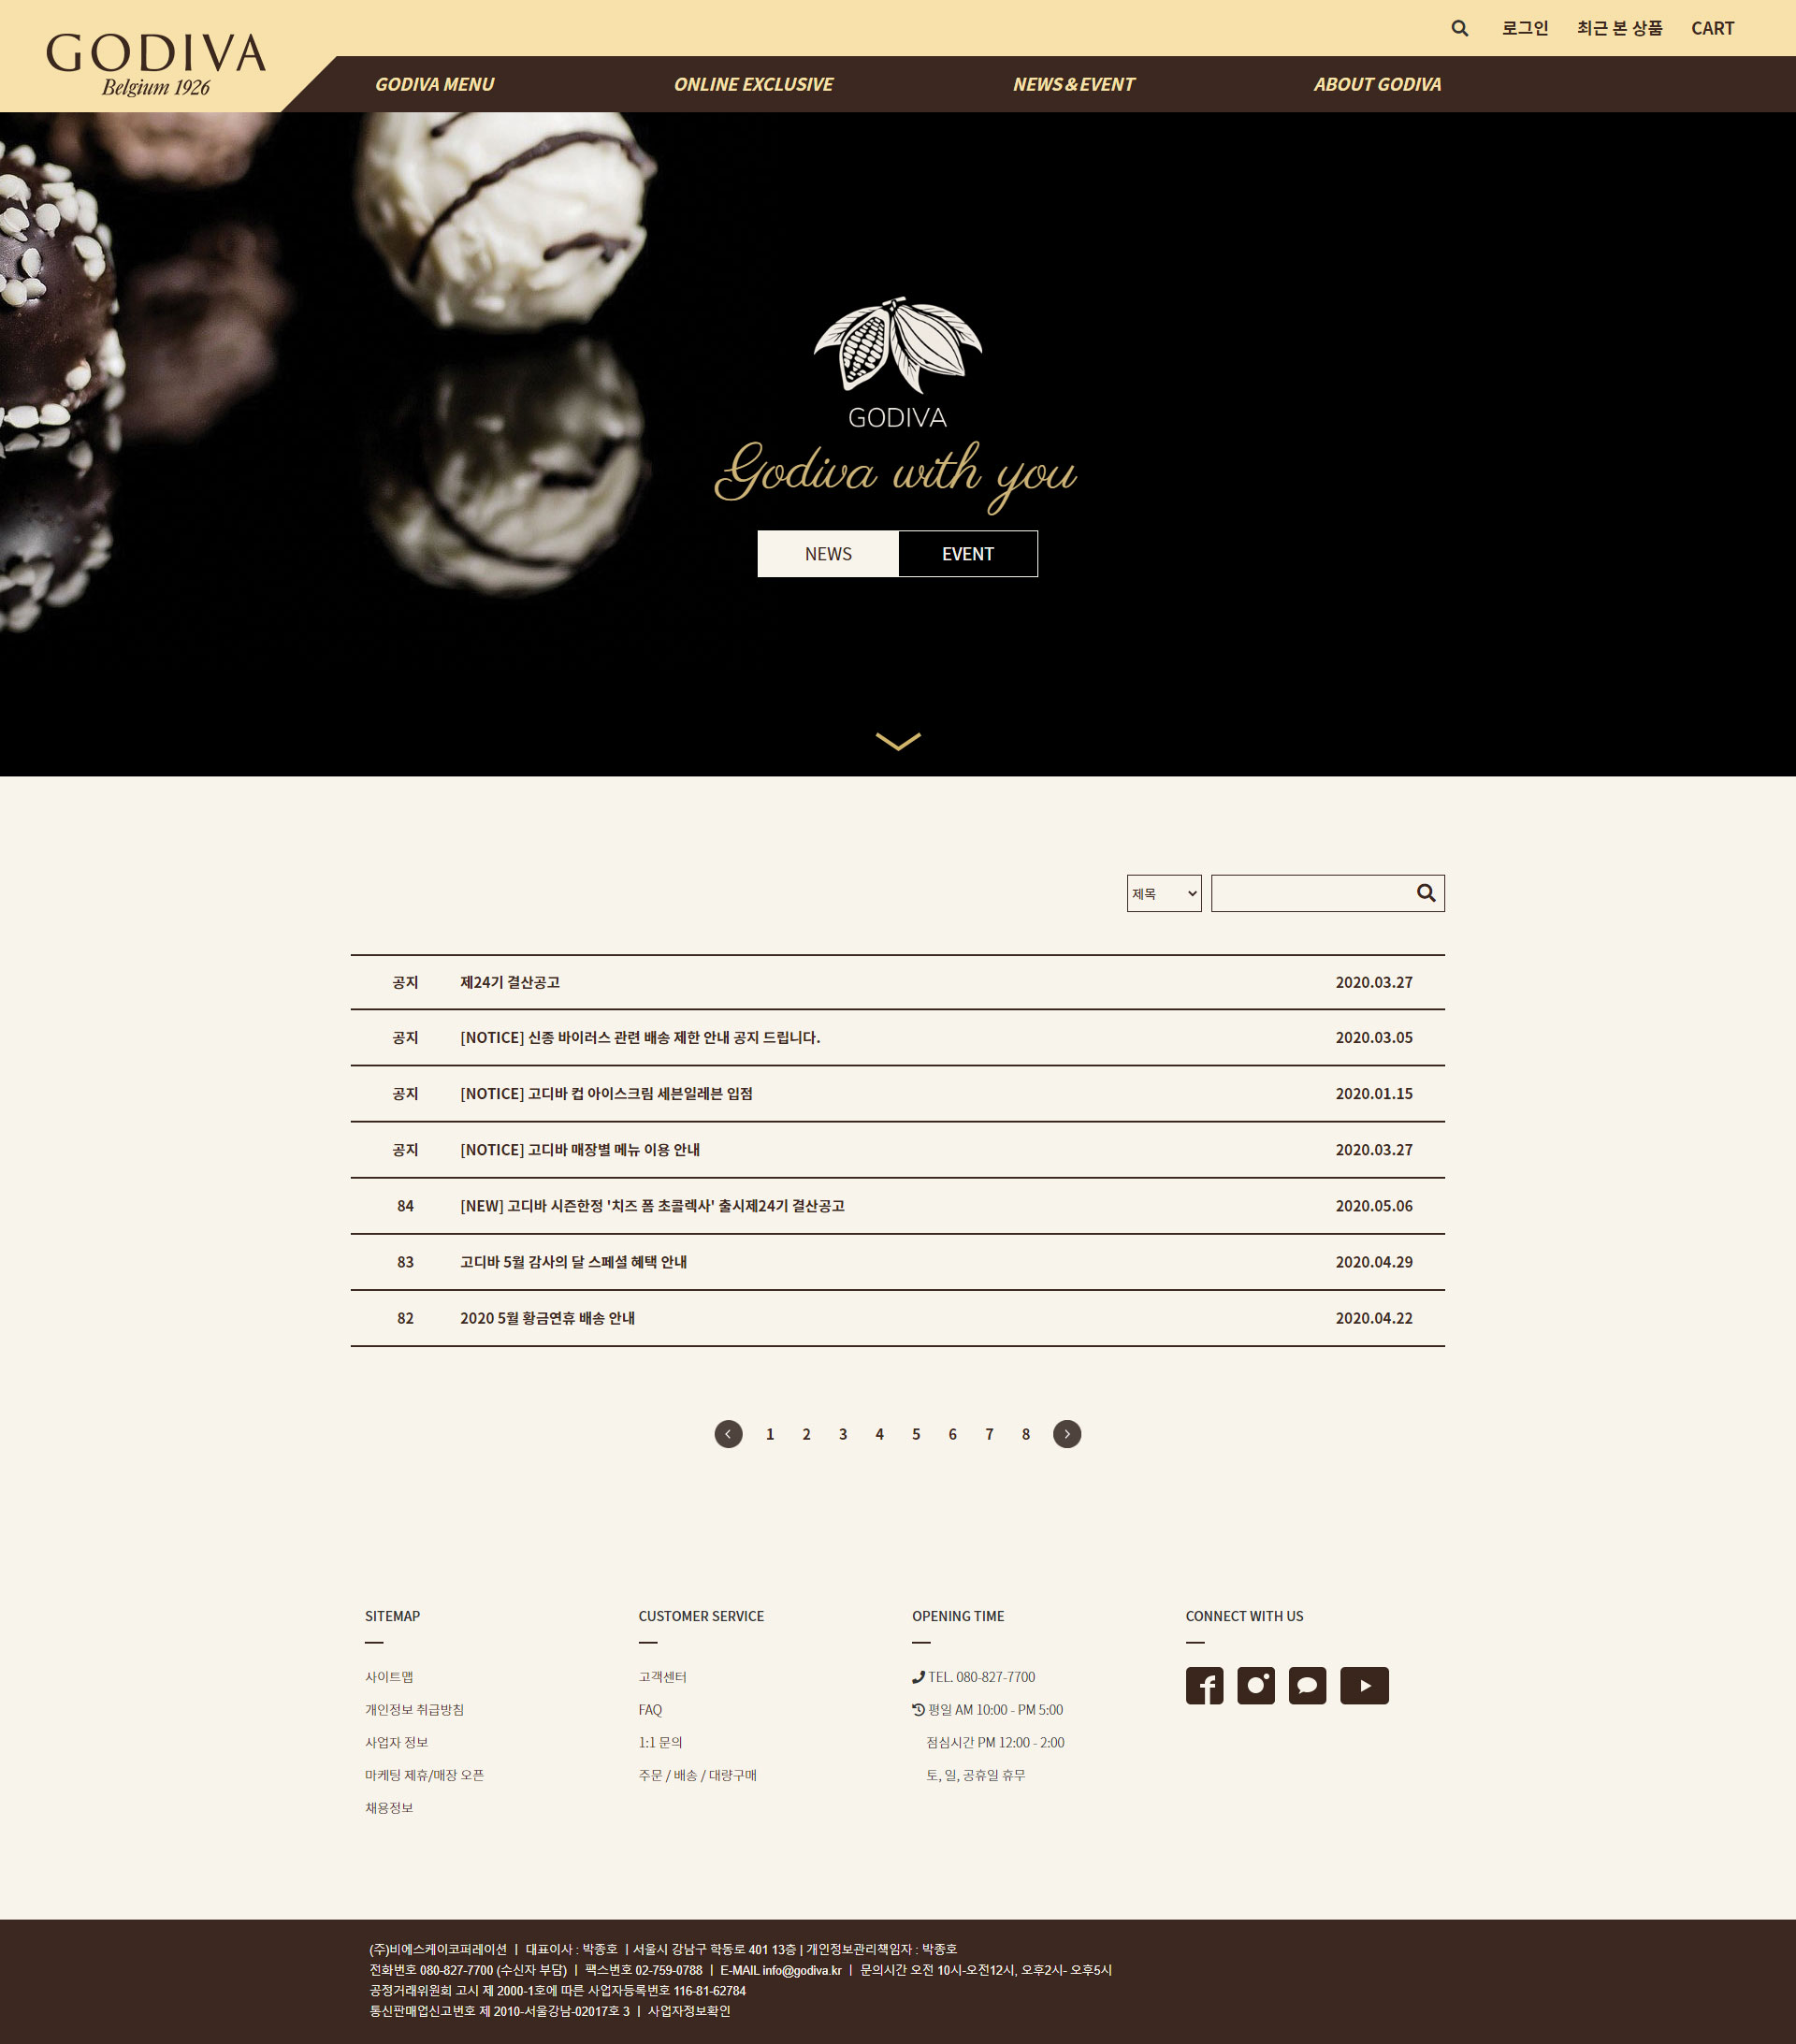 로그인 최근 본 상품 CART
GODIVA
Belgium 1926
GODIVA MENU ONLINE EXCLUSIVE NEWS & EVENT ABOUT GODIVA
GODIVA
Godiva with you
NEWS EVENT
제목
공지 제24기 결산공고 2020.03.27
공지 [NOTICE] 신종 바이러스 관련 배송 제한 안내 공지 드립니다. 2020.03.05
공지 [NOTICE] 고디바 컵 아이스크림 세븐일레븐 입점 2020.01.15
공지 [NOTICE] 고디바 매장별 메뉴 이용 안내 2020.03.27
84 [NEW] 고디바 시즌한정 '치즈 폼 초콜렉사' 출시제24기 결산공고 2020.05.06
83 고디바 5월 감사의 달 스페셜 혜택 안내 2020.04.29
82 2020 5월 황금연휴 배송 안내 2020.04.22
1 2 3 4 5 6 7 8
SITEMAP
사이트맵
개인정보 취급방침
사업자 정보
마케팅 제휴/매장 오픈
채용정보
CUSTOMER SERVICE
고객센터
FAQ
1:1 문의
주문 / 배송 / 대량구매
OPENING TIME
TEL. 080-827-7700
평일 AM 10:00 - PM 5:00
점심시간 PM 12:00 - 2:00
토, 일, 공휴일 휴무
CONNECT WITH US
(주)비에스케이코퍼레이션 ㅣ 대표이사 : 박종호 ㅣ서울시 강남구 학동로 401 13층 | 개인정보관리책임자 : 박종호
전화번호 080-827-7700 (수신자 부담) ㅣ 팩스번호 02-759-0788 ㅣ E-MAIL info@godiva.kr ㅣ 문의시간 오전 10시-오전12시, 오후2시- 오후5시
공정거래위원회 고시 제 2000-1호에 따른 사업자등록번호 116-81-62784
통신판매업신고번호 제 2010-서울강남-02017호 3 ㅣ 사업자정보확인